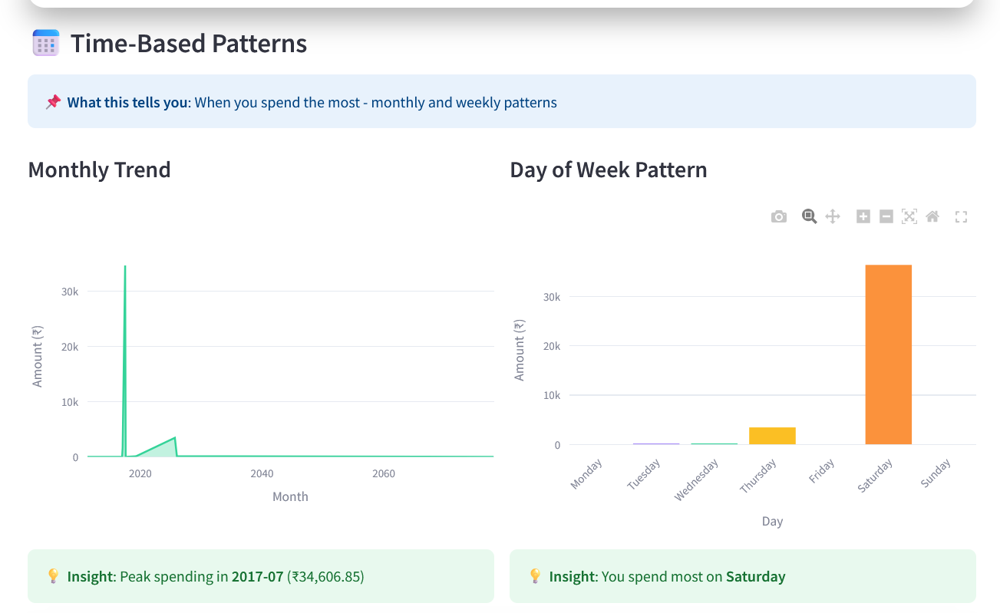 Time-Based Patterns
What this tells you: When you spend the most - monthly and weekly patterns
Monthly Trend
30k
20k
10k
0
Amount (₹)
2020 2040 2060
Month
Insight: Peak spending in 2017-07 (₹34,606.85)
Day of Week Pattern
30k
20k
10k
0
Amount (₹)
Monday Tuesday Wednesday Thursday Friday Saturday Sunday
Day
Insight: You spend most on Saturday